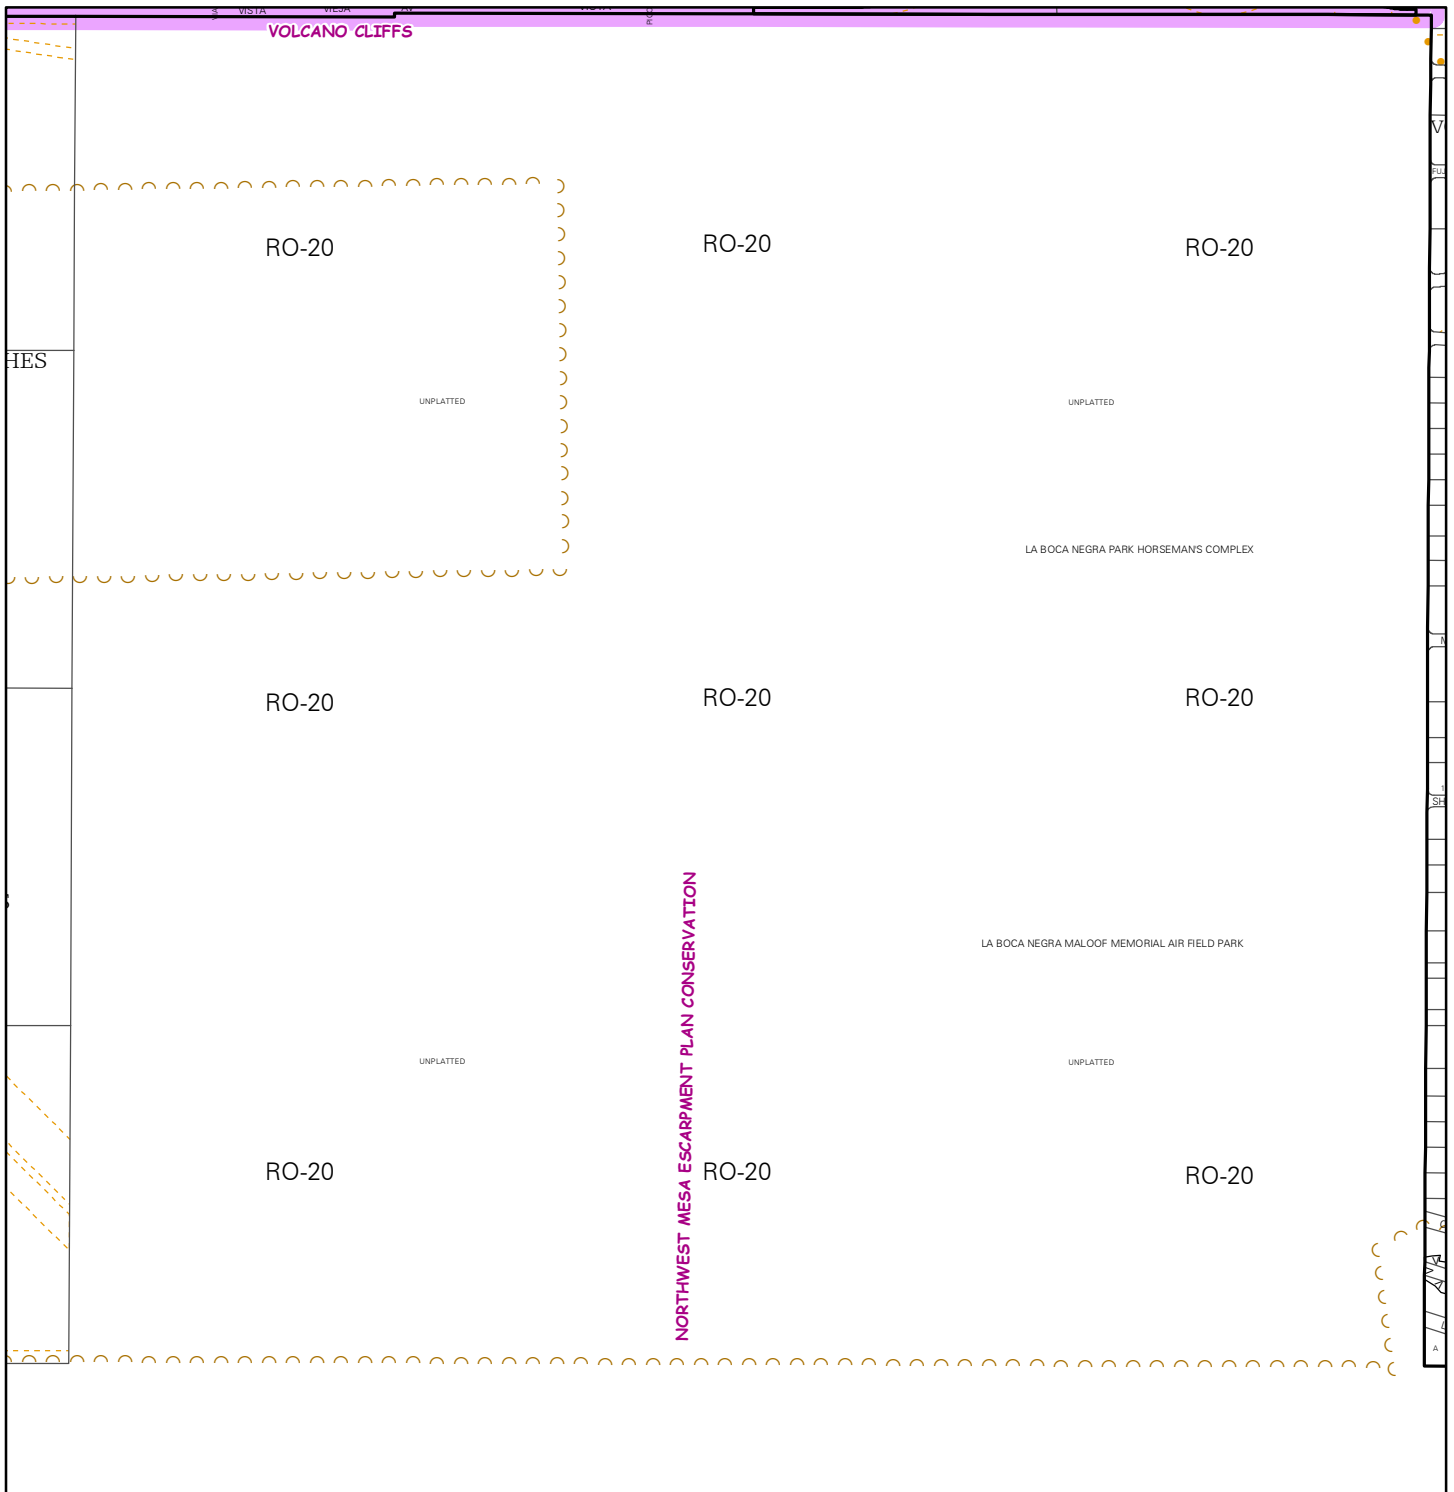 VISTA
VIEJA
VOLCANO CLIFFS
RO-20
RO-20
RO-20
HES
UNPLATTED
UNPLATTED
LA BOCA NEGRA PARK HORSEMAN'S COMPLEX
RO-20
RO-20
RO-20
SH
NORTHWEST MESA ESCARPMENT PLAN CONSERVATION
LA BOCA NEGRA MALOOF MEMORIAL AIR FIELD PARK
UNPLATTED
UNPLATTED
RO-20
RO-20
RO-20
A